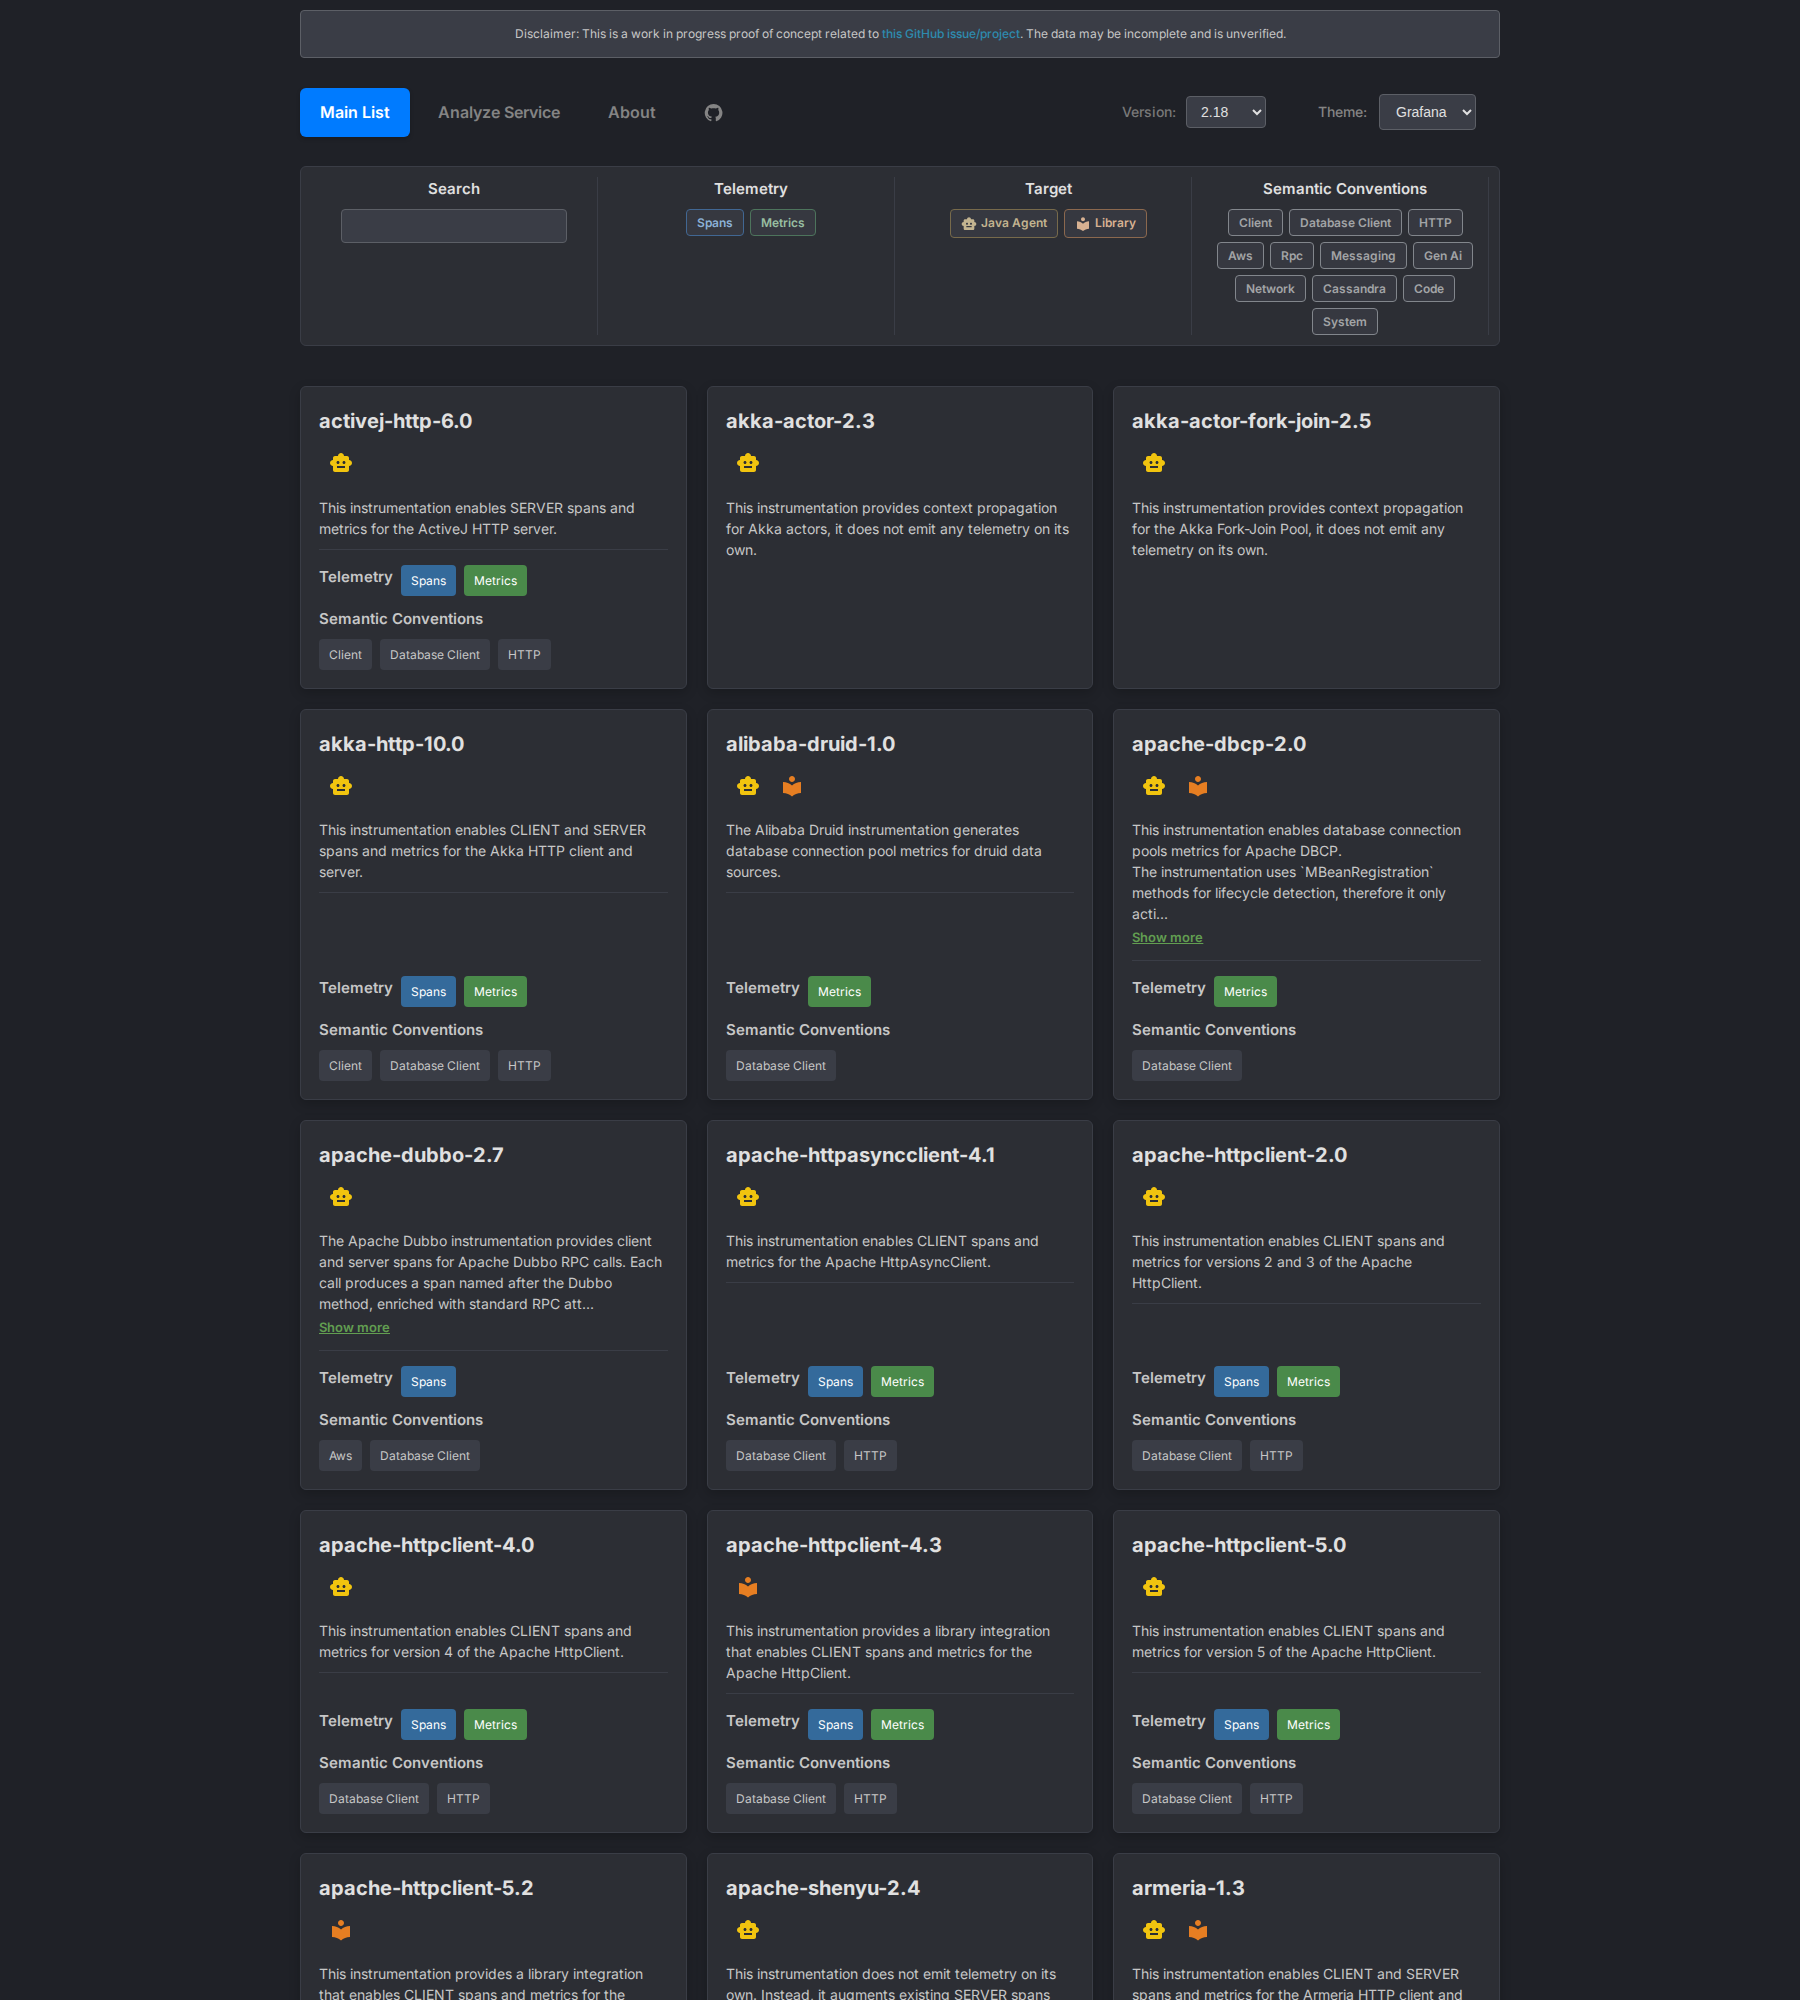 Disclaimer: This is a work in progress proof of concept related to this GitHub issue/project. The data may be incomplete and is unverified.
Main List
Analyze Service
About
Version:
2.18
Theme:
Grafana
Search
Telemetry
Spans
Metrics
Target
Java Agent
Library
Semantic Conventions
Client
Database Client
HTTP
Aws
Rpc
Messaging
Gen Ai
Network
Cassandra
Code
System
activej-http-6.0
This instrumentation enables SERVER spans and
metrics for the ActiveJ HTTP server.
Telemetry
Spans
Metrics
Semantic Conventions
Client
Database Client
HTTP
akka-actor-2.3
This instrumentation provides context propagation
for Akka actors, it does not emit any telemetry on its
own.
akka-actor-fork-join-2.5
This instrumentation provides context propagation
for the Akka Fork-Join Pool, it does not emit any
telemetry on its own.
akka-http-10.0
This instrumentation enables CLIENT and SERVER
spans and metrics for the Akka HTTP client and
server.
Telemetry
Spans
Metrics
Semantic Conventions
Client
Database Client
HTTP
alibaba-druid-1.0
The Alibaba Druid instrumentation generates
database connection pool metrics for druid data
sources.
Telemetry
Metrics
Semantic Conventions
Database Client
apache-dbcp-2.0
This instrumentation enables database connection
pools metrics for Apache DBCP.
The instrumentation uses `MBeanRegistration`
methods for lifecycle detection, therefore it only
acti...
Show more
Telemetry
Metrics
Semantic Conventions
Database Client
apache-dubbo-2.7
The Apache Dubbo instrumentation provides client
and server spans for Apache Dubbo RPC calls. Each
call produces a span named after the Dubbo
method, enriched with standard RPC att...
Show more
Telemetry
Spans
Semantic Conventions
Aws
Database Client
apache-httpasyncclient-4.1
This instrumentation enables CLIENT spans and
metrics for the Apache HttpAsyncClient.
Telemetry
Spans
Metrics
Semantic Conventions
Database Client
HTTP
apache-httpclient-2.0
This instrumentation enables CLIENT spans and
metrics for versions 2 and 3 of the Apache
HttpClient.
Telemetry
Spans
Metrics
Semantic Conventions
Database Client
HTTP
apache-httpclient-4.0
This instrumentation enables CLIENT spans and
metrics for version 4 of the Apache HttpClient.
Telemetry
Spans
Metrics
Semantic Conventions
Database Client
HTTP
apache-httpclient-4.3
This instrumentation provides a library integration
that enables CLIENT spans and metrics for the
Apache HttpClient.
Telemetry
Spans
Metrics
Semantic Conventions
Database Client
HTTP
apache-httpclient-5.0
This instrumentation enables CLIENT spans and
metrics for version 5 of the Apache HttpClient.
Telemetry
Spans
Metrics
Semantic Conventions
Database Client
HTTP
apache-httpclient-5.2
This instrumentation provides a library integration
that enables CLIENT spans and metrics for the
apache-shenyu-2.4
This instrumentation does not emit telemetry on its
own. Instead, it augments existing SERVER spans
armeria-1.3
This instrumentation enables CLIENT and SERVER
spans and metrics for the Armeria HTTP client and